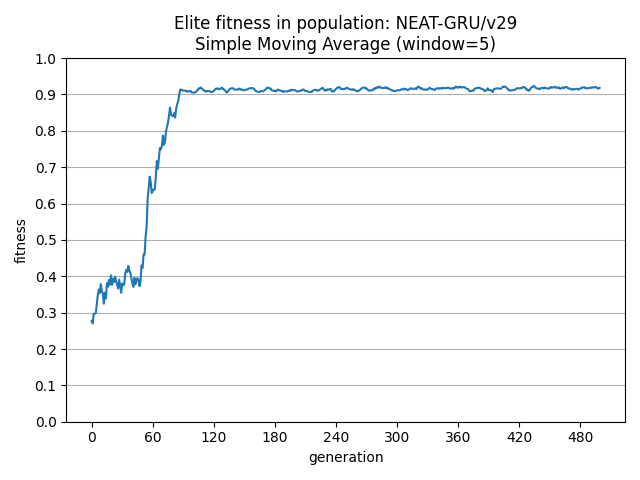 Elite fitness in population: NEAT-GRU/v29
Simple Moving Average (window=5)
fitness
1.0
0.9
0.8
0.7
0.6
0.5
0.4
0.3
0.2
0.1
0.0
0 60 120 180 240 300 360 420 480
generation